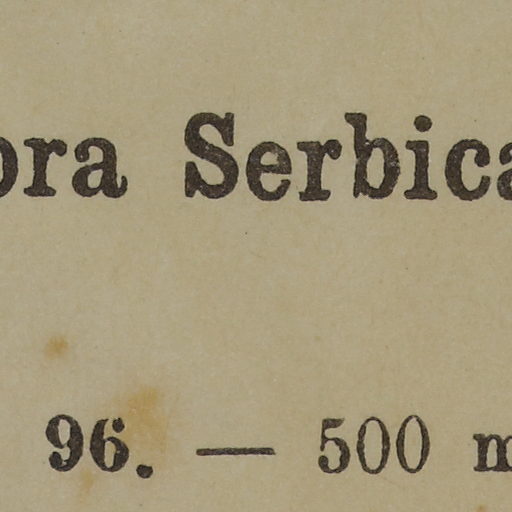 ora Serbica
96. — 500 m